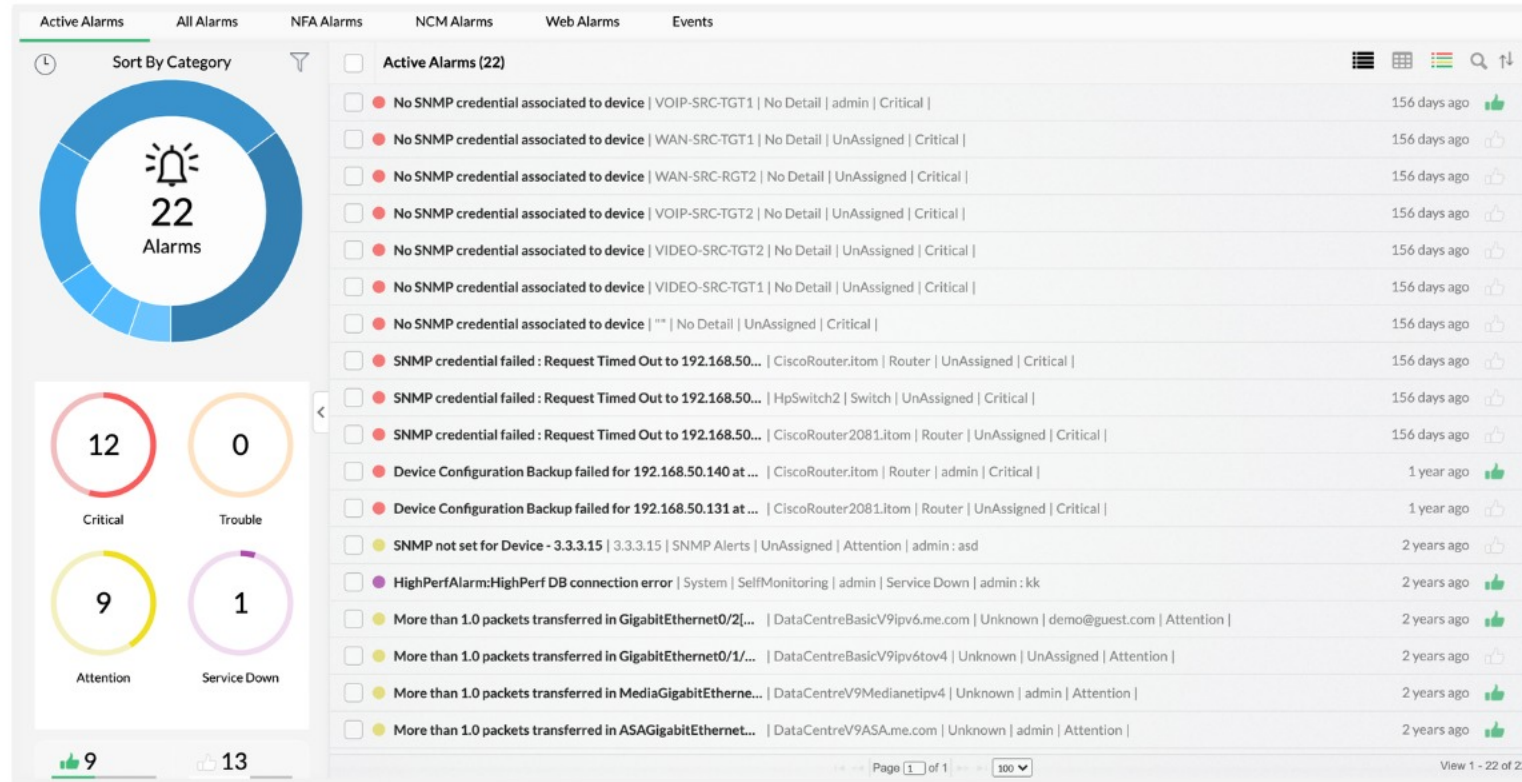 Active Alarms All Alarms NFA Alarms NCM Alarms Web Alarms Events
Sort By Category
22
Alarms
12
Critical
0
Trouble
9
Attention
1
Service Down
9 13
Active Alarms (22)
No SNMP credential associated to device | VOIP-SRC-TGT1 | No Detail | admin | Critical | 156 days ago
No SNMP credential associated to device | WAN-SRC-TGT1 | No Detail | UnAssigned | Critical | 156 days ago
No SNMP credential associated to device | WAN-SRC-RGT2 | No Detail | UnAssigned | Critical | 156 days ago
No SNMP credential associated to device | VOIP-SRC-TGT2 | No Detail | UnAssigned | Critical | 156 days ago
No SNMP credential associated to device | VIDEO-SRC-TGT2 | No Detail | UnAssigned | Critical | 156 days ago
No SNMP credential associated to device | VIDEO-SRC-TGT1 | No Detail | UnAssigned | Critical | 156 days ago
No SNMP credential associated to device | "" | No Detail | UnAssigned | Critical | 156 days ago
SNMP credential failed : Request Timed Out to 192.168.50... | CiscoRouter.itom | Router | UnAssigned | Critical | 156 days ago
SNMP credential failed : Request Timed Out to 192.168.50... | HpSwitch2 | Switch | UnAssigned | Critical | 156 days ago
SNMP credential failed : Request Timed Out to 192.168.50... | CiscoRouter2081.itom | Router | UnAssigned | Critical | 156 days ago
Device Configuration Backup failed for 192.168.50.140 at ... | CiscoRouter.itom | Router | admin | Critical | 1 year ago
Device Configuration Backup failed for 192.168.50.131 at ... | CiscoRouter2081.itom | Router | UnAssigned | Critical | 1 year ago
SNMP not set for Device - 3.3.3.15 | 3.3.3.15 | SNMP Alerts | UnAssigned | Attention | admin : asd 2 years ago
HighPerfAlarm:HighPerf DB connection error | System | SelfMonitoring | admin | Service Down | admin : kk 2 years ago
More than 1.0 packets transferred in GigabitEthernet0/2[... | DataCentreBasicV9ipv6.me.com | Unknown | demo@guest.com | Attention | 2 years ago
More than 1.0 packets transferred in GigabitEthernet0/1/... | DataCentreBasicV9ipv6tov4 | Unknown | UnAssigned | Attention | 2 years ago
More than 1.0 packets transferred in MediaGigabitEtherne... | DataCentreV9Medianetipv4 | Unknown | admin | Attention | 2 years ago
More than 1.0 packets transferred in ASAGigabitEthernet... | DataCentreV9ASA.me.com | Unknown | admin | Attention | 2 years ago
Page 1 of 1 100 View 1 - 22 of 2